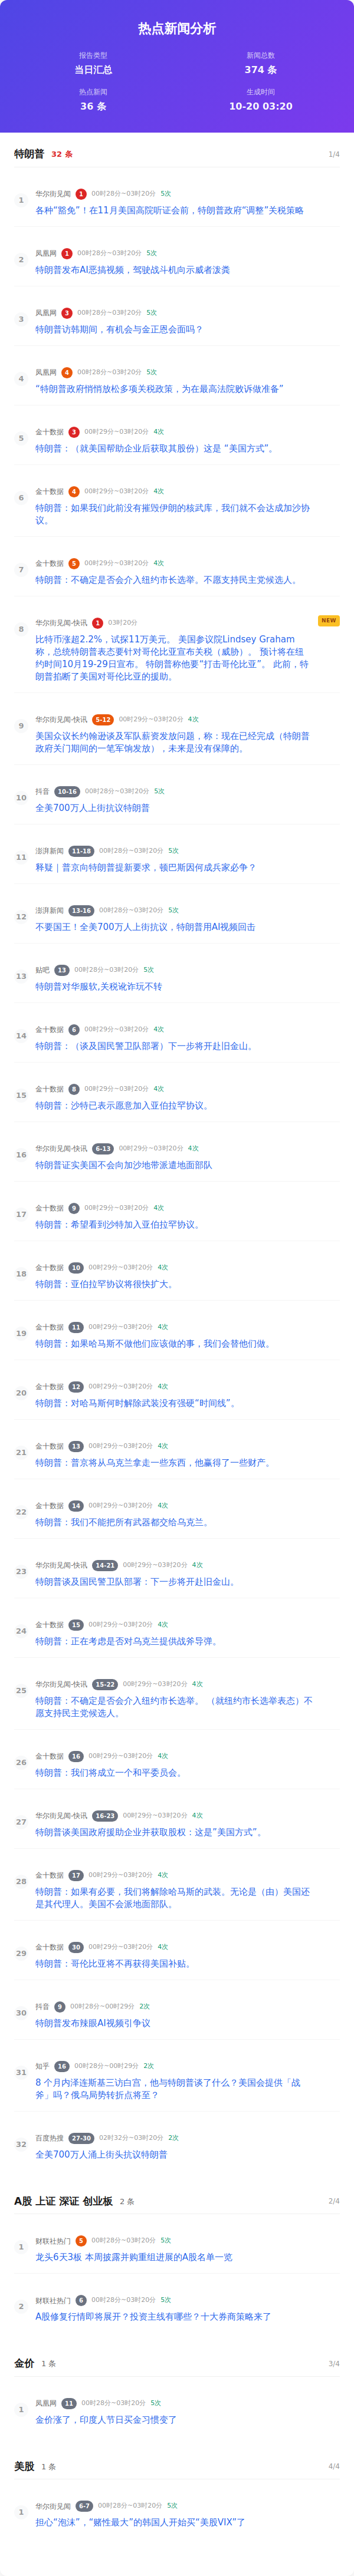 热点新闻分析
报告类型
新闻总数
当日汇总
374 条
热点新闻
生成时间
36 条
10-20 03:20
特朗普 32 条 1/4
1
华尔街见闻 1 00时28分~03时20分 5次
各种“豁免”！在11月美国高院听证会前，特朗普政府“调整”关税策略
2
凤凰网 1 00时28分~03时20分 5次
特朗普发布AI恶搞视频，驾驶战斗机向示威者泼粪
3
凤凰网 3 00时28分~03时20分 5次
特朗普访韩期间，有机会与金正恩会面吗？
4
凤凰网 4 00时28分~03时20分 5次
“特朗普政府悄悄放松多项关税政策，为在最高法院败诉做准备”
5
金十数据 3 00时29分~03时20分 4次
特朗普：（就美国帮助企业后获取其股份）这是 “美国方式”。
6
金十数据 4 00时29分~03时20分 4次
特朗普：如果我们此前没有摧毁伊朗的核武库，我们就不会达成加沙协
议。
7
金十数据 5 00时29分~03时20分 4次
特朗普：不确定是否会介入纽约市长选举。不愿支持民主党候选人。
8
华尔街见闻-快讯 1 03时20分 NEW
比特币涨超2.2%，试探11万美元。 美国参议院Lindsey Graham
称，总统特朗普表态要针对哥伦比亚宣布关税（威胁）。 预计将在纽
约时间10月19-29日宣布。 特朗普称他要“打击哥伦比亚”。 此前，特
朗普掐断了美国对哥伦比亚的援助。
9
华尔街见闻-快讯 5-12 00时29分~03时20分 4次
美国众议长约翰逊谈及军队薪资发放问题，称：现在已经完成（特朗普
政府关门期间的一笔军饷发放），未来是没有保障的。
10
抖音 10-16 00时28分~03时20分 5次
全美700万人上街抗议特朗普
11
澎湃新闻 11-18 00时28分~03时20分 5次
释疑｜普京向特朗普提新要求，顿巴斯因何成兵家必争？
12
澎湃新闻 13-16 00时28分~03时20分 5次
不要国王！全美700万人上街抗议，特朗普用AI视频回击
13
贴吧 13 00时28分~03时20分 5次
特朗普对华服软,关税讹诈玩不转
14
金十数据 6 00时29分~03时20分 4次
特朗普：（谈及国民警卫队部署）下一步将开赴旧金山。
15
金十数据 8 00时29分~03时20分 4次
特朗普：沙特已表示愿意加入亚伯拉罕协议。
16
华尔街见闻-快讯 6-13 00时29分~03时20分 4次
特朗普证实美国不会向加沙地带派遣地面部队
17
金十数据 9 00时29分~03时20分 4次
特朗普：希望看到沙特加入亚伯拉罕协议。
18
金十数据 10 00时29分~03时20分 4次
特朗普：亚伯拉罕协议将很快扩大。
19
金十数据 11 00时29分~03时20分 4次
特朗普：如果哈马斯不做他们应该做的事，我们会替他们做。
20
金十数据 12 00时29分~03时20分 4次
特朗普：对哈马斯何时解除武装没有强硬“时间线”。
21
金十数据 13 00时29分~03时20分 4次
特朗普：普京将从乌克兰拿走一些东西，他赢得了一些财产。
22
金十数据 14 00时29分~03时20分 4次
特朗普：我们不能把所有武器都交给乌克兰。
23
华尔街见闻-快讯 14-21 00时29分~03时20分 4次
特朗普谈及国民警卫队部署：下一步将开赴旧金山。
24
金十数据 15 00时29分~03时20分 4次
特朗普：正在考虑是否对乌克兰提供战斧导弹。
25
华尔街见闻-快讯 15-22 00时29分~03时20分 4次
特朗普：不确定是否会介入纽约市长选举。 （就纽约市长选举表态）不
愿支持民主党候选人。
26
金十数据 16 00时29分~03时20分 4次
特朗普：我们将成立一个和平委员会。
27
华尔街见闻-快讯 16-23 00时29分~03时20分 4次
特朗普谈美国政府援助企业并获取股权：这是”美国方式“。
28
金十数据 17 00时29分~03时20分 4次
特朗普：如果有必要，我们将解除哈马斯的武装。无论是（由）美国还
是其代理人。美国不会派地面部队。
29
金十数据 30 00时29分~03时20分 4次
特朗普：哥伦比亚将不再获得美国补贴。
30
抖音 9 00时28分~00时29分 2次
特朗普发布辣眼AI视频引争议
31
知乎 16 00时28分~00时29分 2次
8 个月内泽连斯基三访白宫，他与特朗普谈了什么？美国会提供「战
斧」吗？俄乌局势转折点将至？
32
百度热搜 27-30 02时32分~03时20分 2次
全美700万人涌上街头抗议特朗普
A股 上证 深证 创业板 2 条 2/4
1
财联社热门 5 00时28分~03时20分 5次
龙头6天3板 本周披露并购重组进展的A股名单一览
2
财联社热门 6 00时28分~03时20分 5次
A股修复行情即将展开？投资主线有哪些？十大券商策略来了
金价 1 条 3/4
1
凤凰网 11 00时28分~03时20分 5次
金价涨了，印度人节日买金习惯变了
美股 1 条 4/4
1
华尔街见闻 6-7 00时28分~03时20分 5次
担心“泡沫”，“赌性最大”的韩国人开始买“美股VIX”了